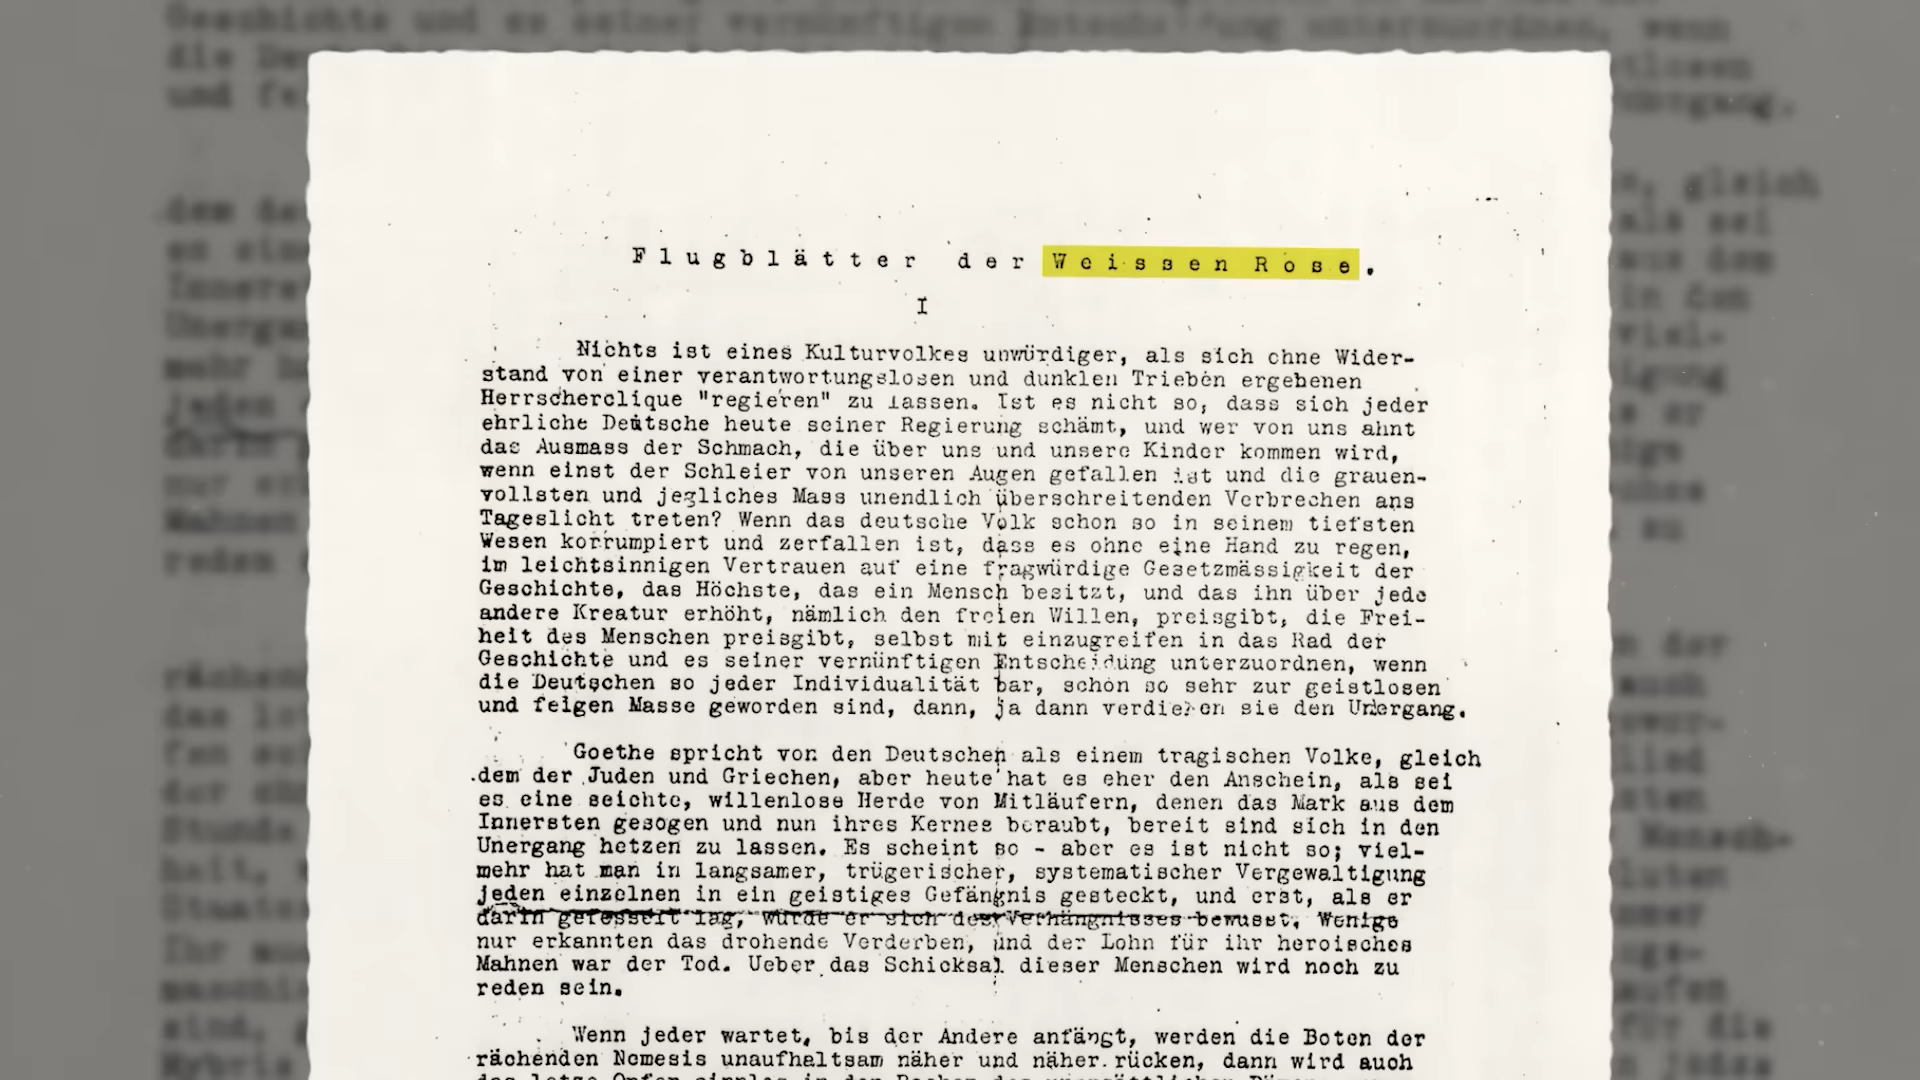 Flugblätter der Weissen Rose.
I
Nichts ist eines Kulturvolkes unwürdiger, als sich ohne Wider-
stand von einer verantwortungslosen und dunklen Trieben ergebenen
Herrscherclique "regieren" zu lassen. Ist es nicht so, dass sich jeder
ehrliche Deutsche heute seiner Regierung schämt, und wer von uns ahnt
das Ausmass der Schmach, die über uns und unsere Kinder kommen wird,
wenn einst der Schleier von unseren Augen gefallen ist und die grauen-
vollsten und jegliches Mass unendlich überschreitenden Verbrechen ans
Tageslicht treten? Wenn das deutsche Volk schon so in seinem tiefsten
Wesen korrumpiert und zerfallen ist, dass es ohne eine Hand zu regen,
im leichtsinnigen Vertrauen auf eine fragwürdige Gesetzmässigkeit der
Geschichte, das Höchste, das ein Mensch besitzt, und das ihn über jede
andere Kreatur erhöht, nämlich den freien Willen, preisgibt, die Frei-
heit des Menschen preisgibt, selbst mit einzugreifen in das Rad der
Geschichte und es seiner vernünftigen Entscheidung unterzuordnen, wenn
die Deutschen so jeder Individualität bar, schon so sehr zur geistlosen
und feigen Masse geworden sind, dann, ja dann verdienen sie den Untergang.
Goethe spricht von den Deutschen als einem tragischen Volke, gleich
dem der Juden und Griechen, aber heute hat es eher den Anschein, als sei
es eine seichte, willenlose Herde von Mitläufern, denen das Mark aus dem
Innersten gesogen und nun ihres Kernes beraubt, bereit sind sich in den
Unergang hetzen zu lassen. Es scheint so - aber es ist nicht so; viel-
mehr hat man in langsamer, trügerischer, systematischer Vergewaltigung
jeden einzelnen in ein geistiges Gefängnis gesteckt, und erst, als er
darin gefesselt lag, wurde er sich des Verhängnisses bewusst. Wenige
nur erkannten das drohende Verderben, und der Lohn für ihr heroisches
Mahnen war der Tod. Ueber das Schicksal dieser Menschen wird noch zu
reden sein.
Wenn jeder wartet, bis der Andere anfängt, werden die Boten der
rächenden Nemesis unaufhaltsam näher und näher rücken, dann wird auch